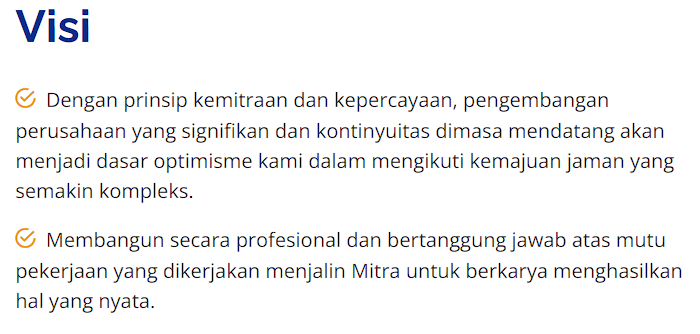 Visi
Dengan prinsip kemitraan dan kepercayaan, pengembangan
perusahaan yang signifikan dan kontinyuitas dimasa mendatang akan
menjadi dasar optimisme kami dalam mengikuti kemajuan jaman yang
semakin kompleks.
Membangun secara profesional dan bertanggung jawab atas mutu
pekerjaan yang dikerjakan menjalin Mitra untuk berkarya menghasilkan
hal yang nyata.